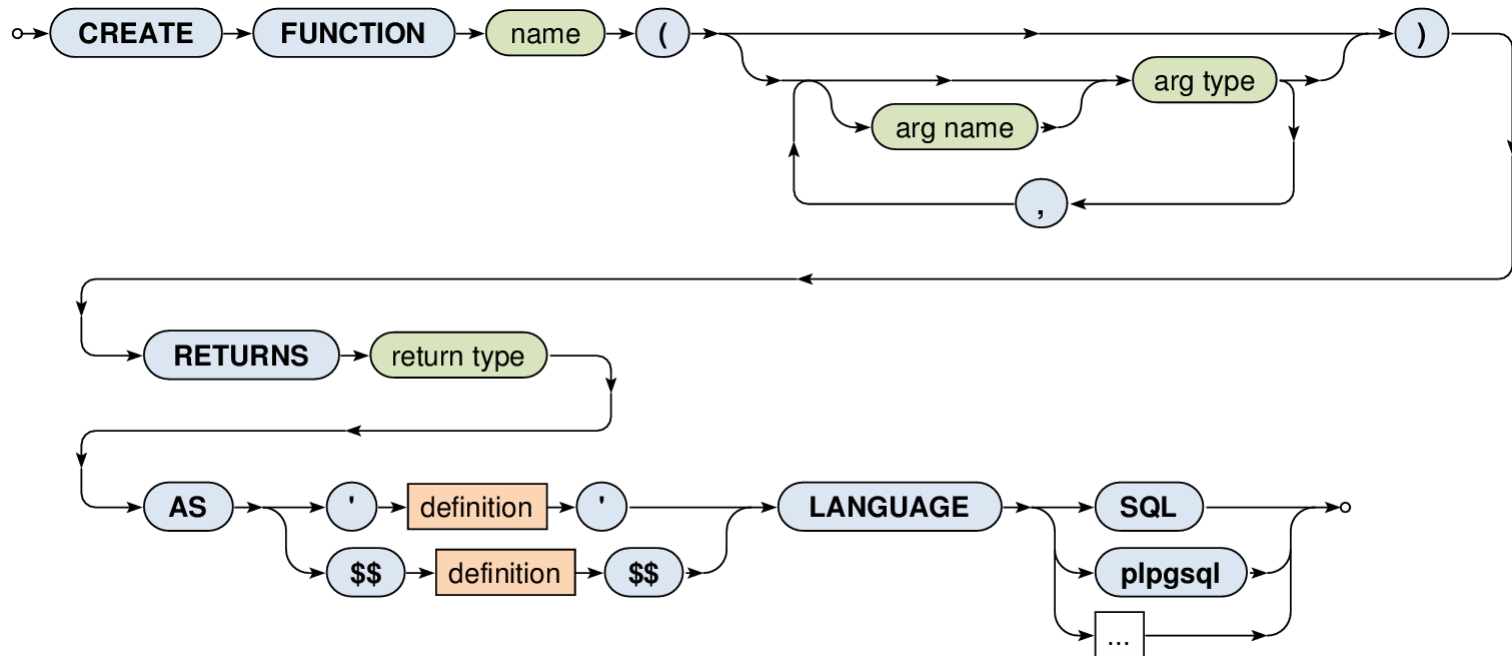 CREATE FUNCTION name ( )
arg type
arg name
,
RETURNS return type
AS ' definition ' LANGUAGE SQL
$$ definition $$ plpgsql
...